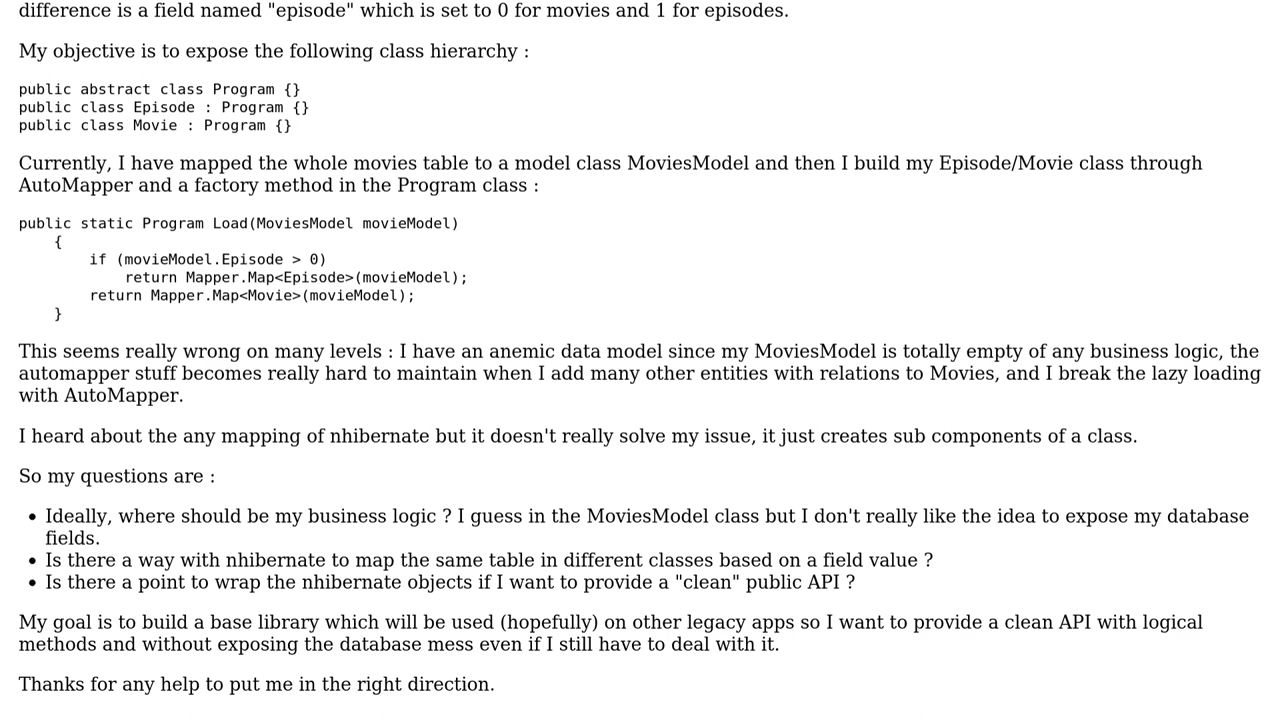 difference is a field named "episode" which is set to 0 for movies and 1 for episodes.
My objective is to expose the following class hierarchy :
public abstract class Program {}
public class Episode : Program {}
public class Movie : Program {}
Currently, I have mapped the whole movies table to a model class MoviesModel and then I build my Episode/Movie class through
AutoMapper and a factory method in the Program class :
public static Program Load(MoviesModel movieModel)
    {
        if (movieModel.Episode > 0)
            return Mapper.Map<Episode>(movieModel);
        return Mapper.Map<Movie>(movieModel);
    }
This seems really wrong on many levels : I have an anemic data model since my MoviesModel is totally empty of any business logic, the
automapper stuff becomes really hard to maintain when I add many other entities with relations to Movies, and I break the lazy loading
with AutoMapper.
I heard about the any mapping of nhibernate but it doesn't really solve my issue, it just creates sub components of a class.
So my questions are :
• Ideally, where should be my business logic ? I guess in the MoviesModel class but I don't really like the idea to expose my database
fields.
• Is there a way with nhibernate to map the same table in different classes based on a field value ?
• Is there a point to wrap the nhibernate objects if I want to provide a "clean" public API ?
My goal is to build a base library which will be used (hopefully) on other legacy apps so I want to provide a clean API with logical
methods and without exposing the database mess even if I still have to deal with it.
Thanks for any help to put me in the right direction.